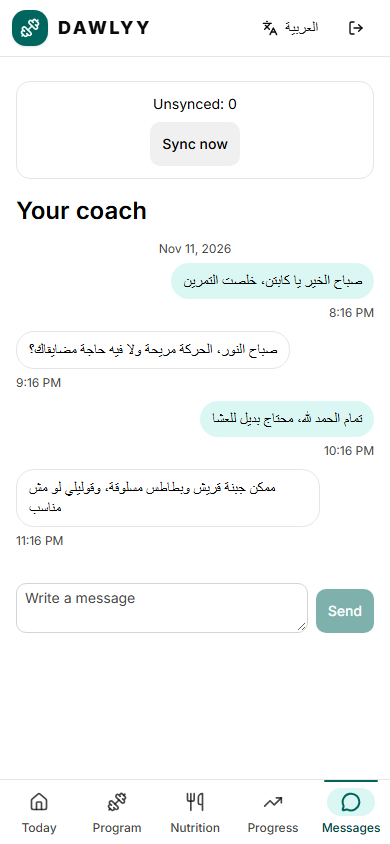 DAWLYY
العربية
Unsynced: 0
Sync now
Your coach
Nov 11, 2026
صباح الخير يا كابتن، خلصت التمرين
8:16 PM
صباح النور، الحركة مريحة ولا فيه حاجة مضايقاك؟
9:16 PM
تمام الحمد لله، محتاج بديل للعشا
10:16 PM
ممكن جبنة قريش وبطاطس مسلوقة، وقوليلي لو مش
مناسب
11:16 PM
Write a message
Send
Today
Program
Nutrition
Progress
Messages